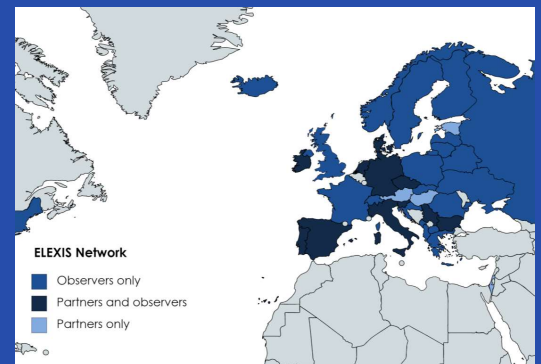 ELEXIS Network
Observers only
Partners and observers
Partners only